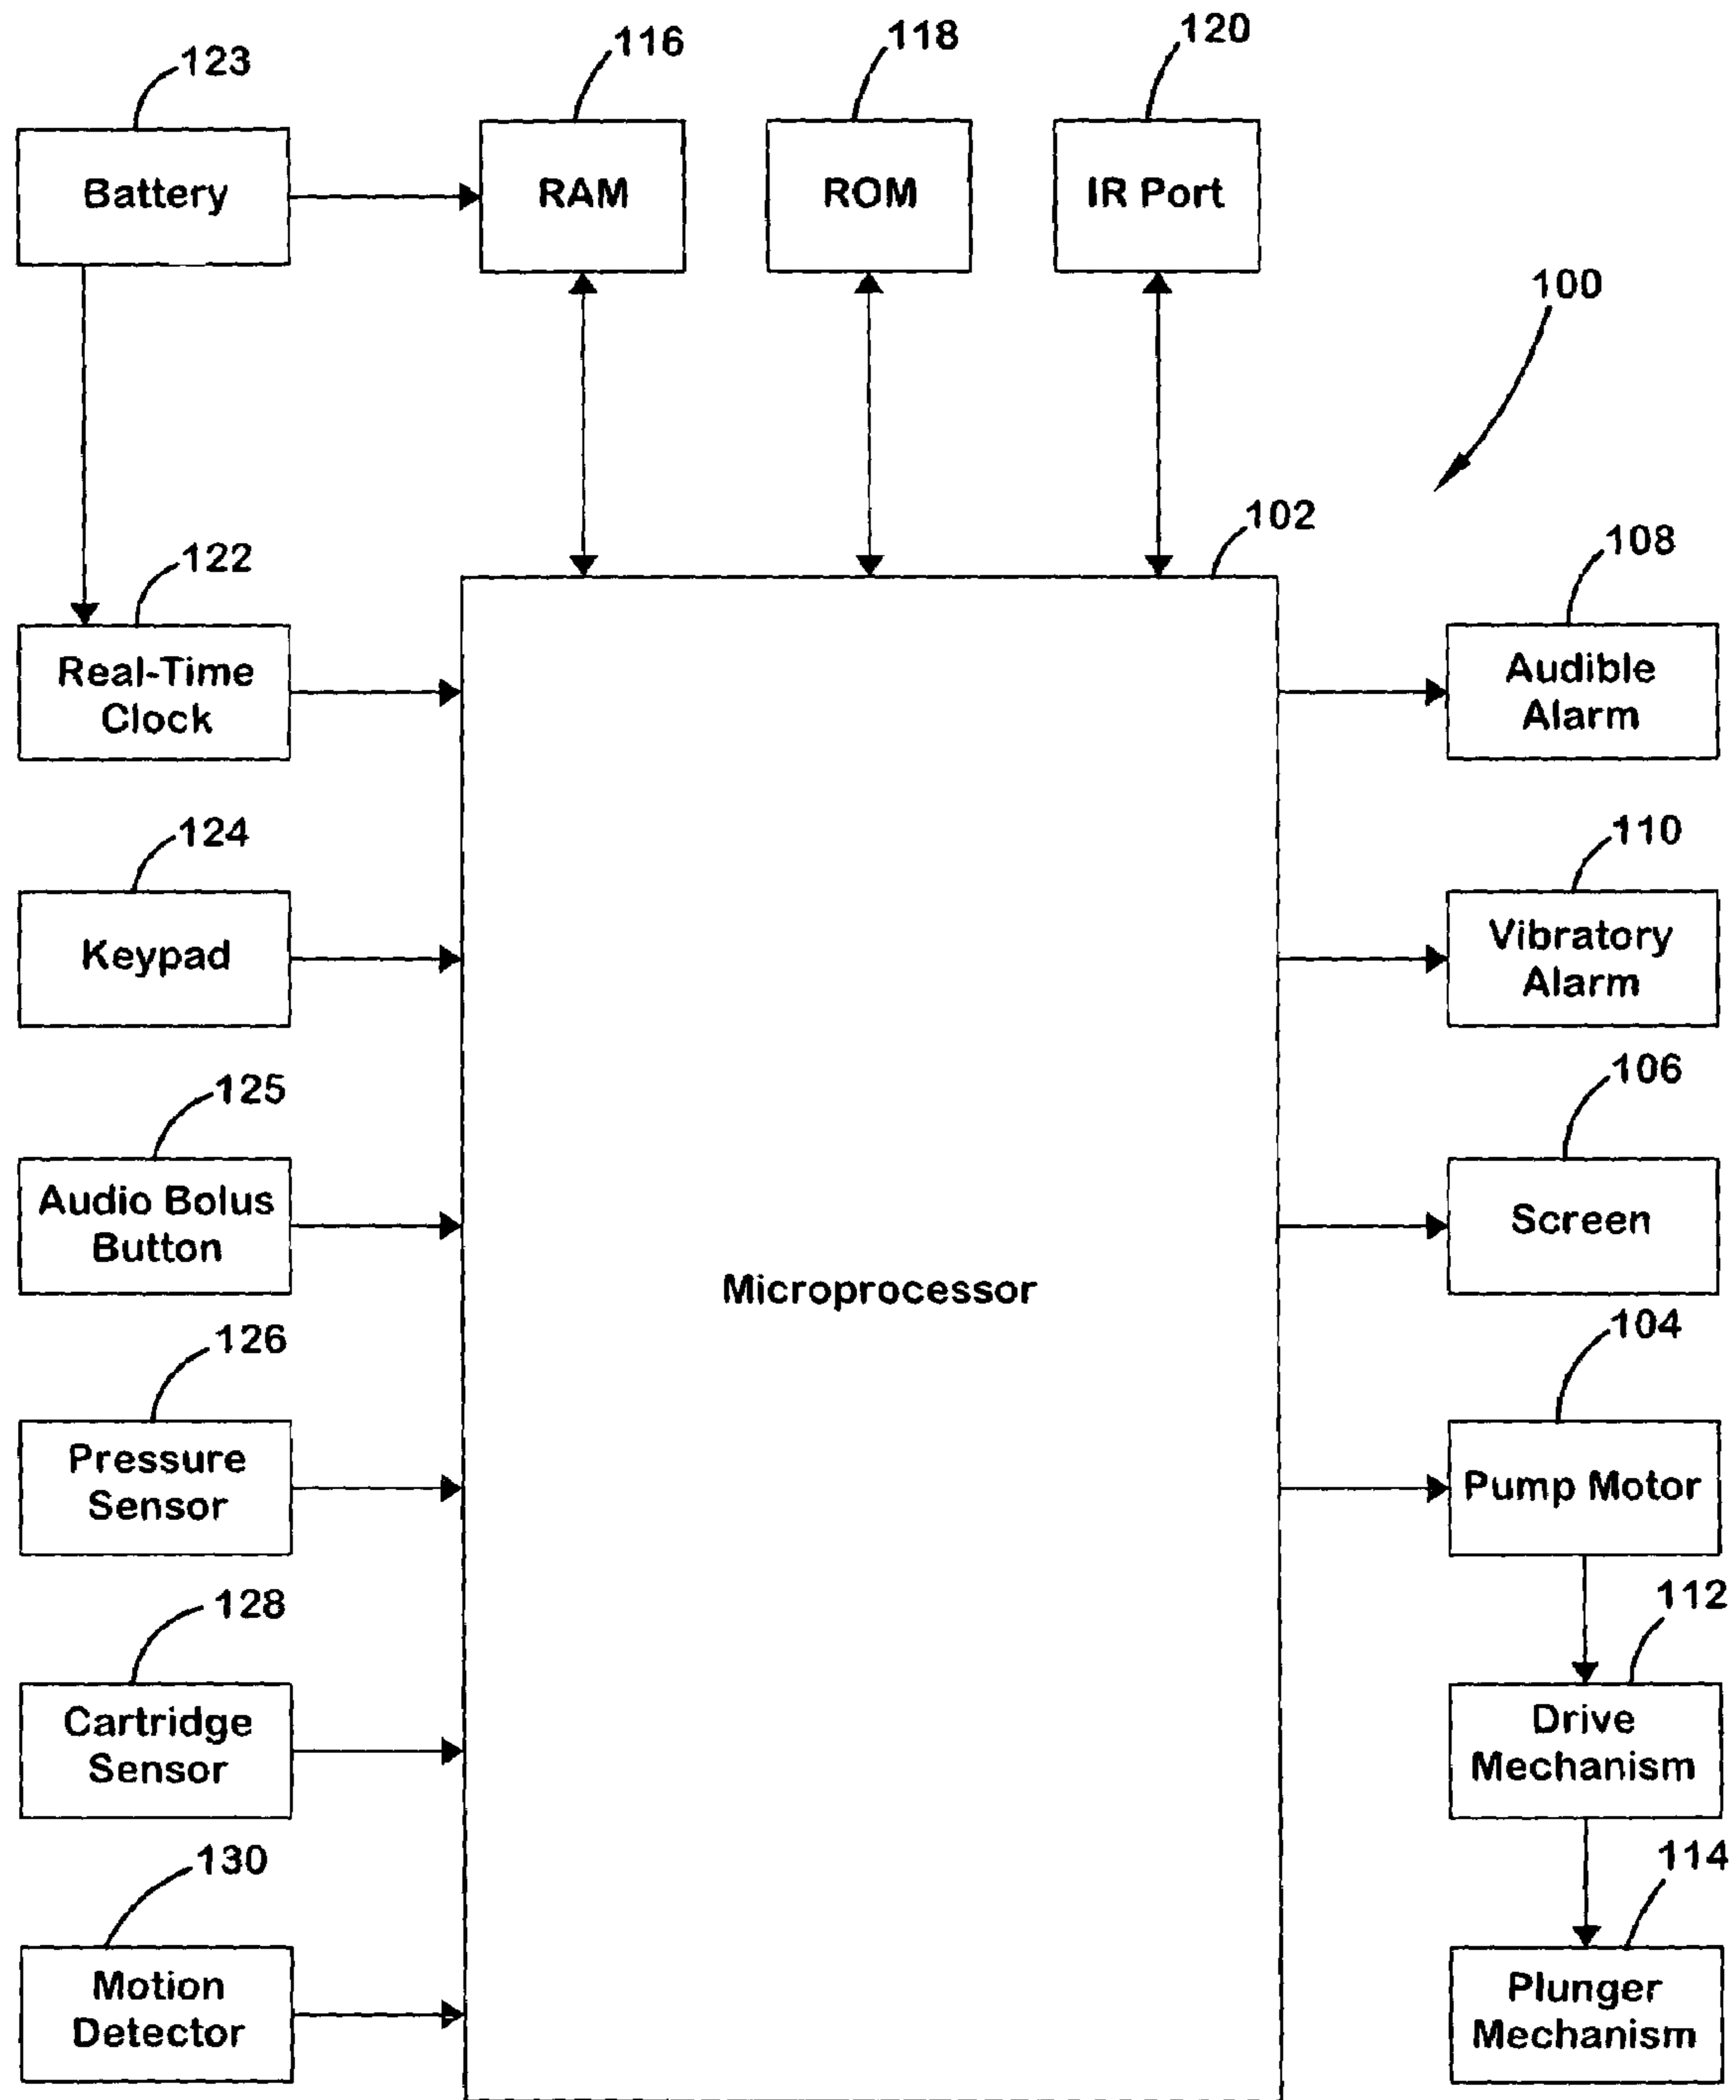 123
116
118
120
Battery
RAM
ROM
IR Port
100
102
122
108
Real-Time
Clock
Audible
Alarm
124
110
Keypad
Vibratory
Alarm
125
106
Audio Bolus
Button
Screen
Microprocessor
126
104
Pressure
Sensor
Pump Motor
128
112
Cartridge
Sensor
Drive
Mechanism
130
114
Motion
Detector
Plunger
Mechanism